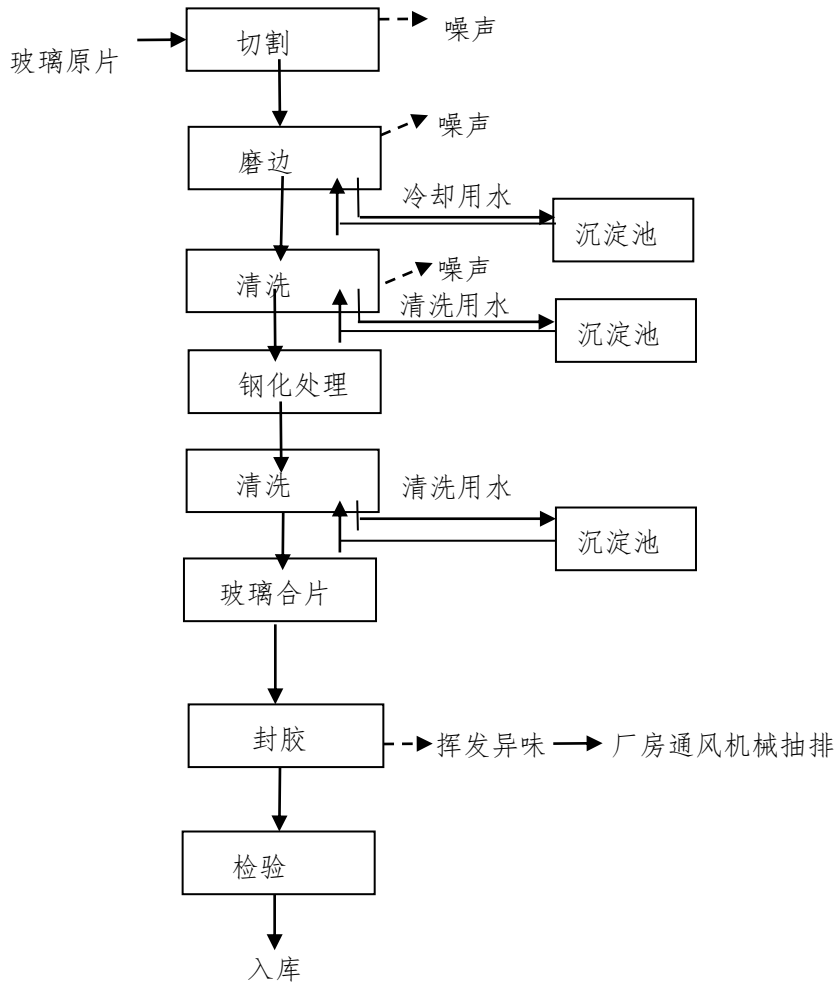 玻璃原片
切割
噪声
磨边
噪声
冷却用水
沉淀池
清洗
噪声
清洗用水
沉淀池
钢化处理
清洗
清洗用水
沉淀池
玻璃合片
封胶
挥发异味
厂房通风机械抽排
检验
入库